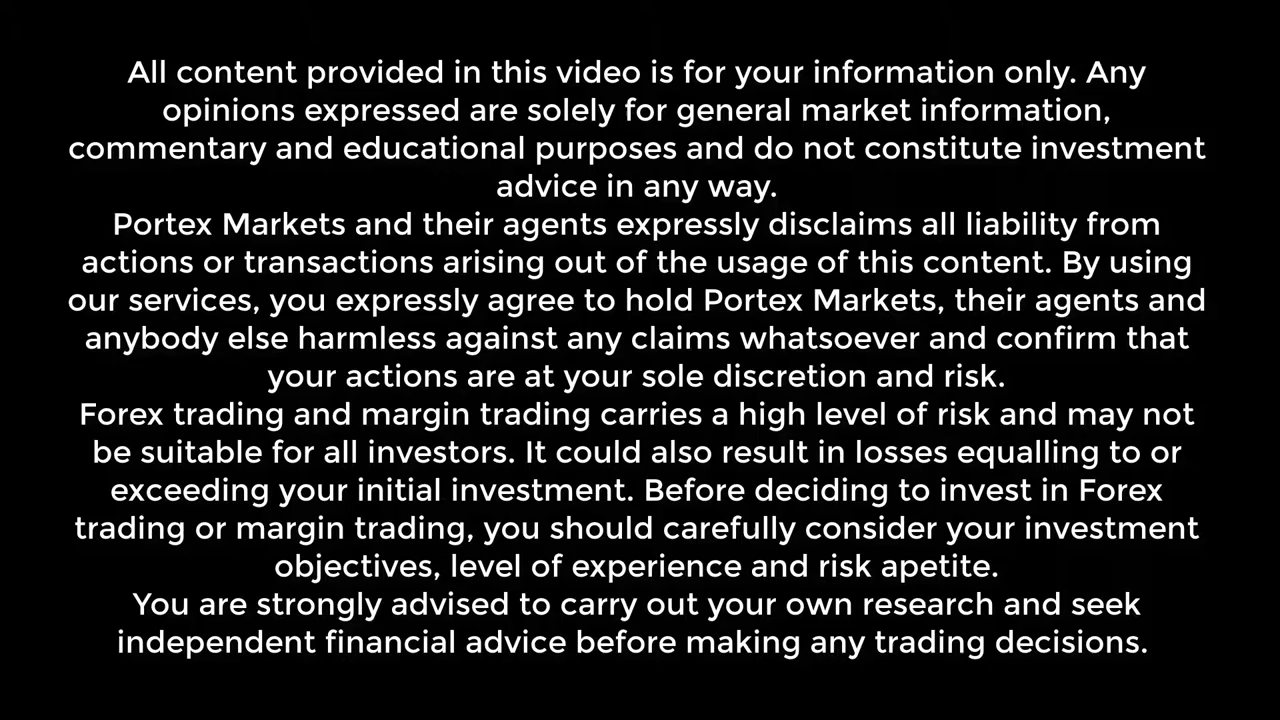 All content provided in this video is for your information only. Any
opinions expressed are solely for general market information,
commentary and educational purposes and do not constitute investment
advice in any way.
Portex Markets and their agents expressly disclaims all liability from
actions or transactions arising out of the usage of this content. By using
our services, you expressly agree to hold Portex Markets, their agents and
anybody else harmless against any claims whatsoever and confirm that
your actions are at your sole discretion and risk.
Forex trading and margin trading carries a high level of risk and may not
be suitable for all investors. It could also result in losses equalling to or
exceeding your initial investment. Before deciding to invest in Forex
trading or margin trading, you should carefully consider your investment
objectives, level of experience and risk apetite.
You are strongly advised to carry out your own research and seek
independent financial advice before making any trading decisions.